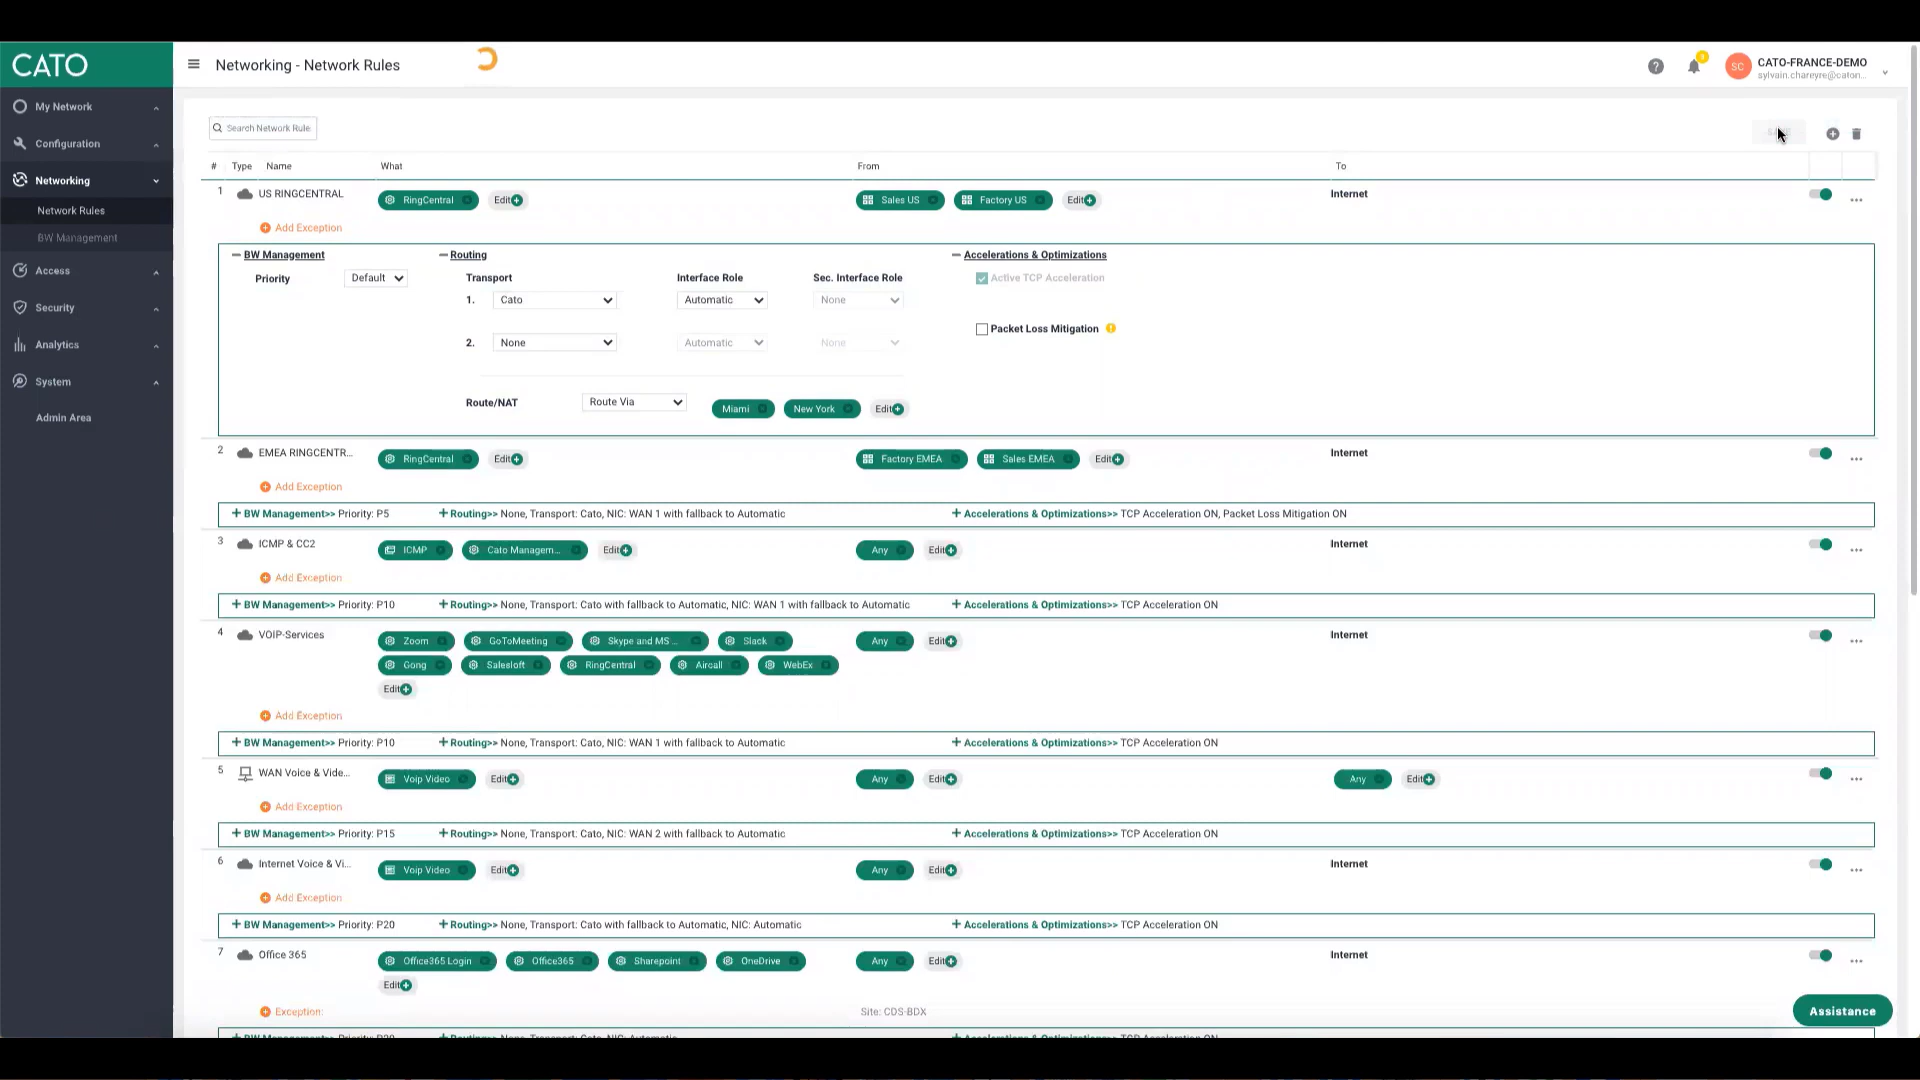 CATO
Networking - Network Rules
CATO-FRANCE-DEMO
sylvain.chareyre@caton...
SC
My Network
Configuration
Networking
Network Rules
BW Management
Access
Security
Analytics
System
Admin Area
Search Network Rule
# Type Name What From To
1 US RINGCENTRAL RingCentral Edit Sales US Factory US Edit Internet
Add Exception
BW Management Routing Accelerations & Optimizations
Priority Default Transport Interface Role Sec. Interface Role Active TCP Acceleration
1. Cato Automatic None
Packet Loss Mitigation
2. None Automatic None
Route/NAT Route Via Miami New York Edit
2 EMEA RINGCENTR... RingCentral Edit Factory EMEA Sales EMEA Edit Internet
Add Exception
BW Management>> Priority: P5 Routing>> None, Transport: Cato, NIC: WAN 1 with fallback to Automatic Accelerations & Optimizations>> TCP Acceleration ON, Packet Loss Mitigation ON
3 ICMP & CC2 ICMP Cato Managem... Edit Any Edit Internet
Add Exception
BW Management>> Priority: P10 Routing>> None, Transport: Cato with fallback to Automatic, NIC: WAN 1 with fallback to Automatic Accelerations & Optimizations>> TCP Acceleration ON
4 VOIP-Services Zoom GoToMeeting Skype and MS ... Slack Any Edit Internet
Gong Salesloft RingCentral Aircall WebEx
Edit
Add Exception
BW Management>> Priority: P10 Routing>> None, Transport: Cato, NIC: WAN 1 with fallback to Automatic Accelerations & Optimizations>> TCP Acceleration ON
5 WAN Voice & Vide... Voip Video Edit Any Edit Any Edit
Add Exception
BW Management>> Priority: P15 Routing>> None, Transport: Cato, NIC: WAN 2 with fallback to Automatic Accelerations & Optimizations>> TCP Acceleration ON
6 Internet Voice & Vi... Voip Video Edit Any Edit Internet
Add Exception
BW Management>> Priority: P20 Routing>> None, Transport: Cato with fallback to Automatic, NIC: Automatic Accelerations & Optimizations>> TCP Acceleration ON
7 Office 365 Office365 Login Office365 Sharepoint OneDrive Any Edit Internet
Edit
Exception: Site: CDS-BDX
Assistance